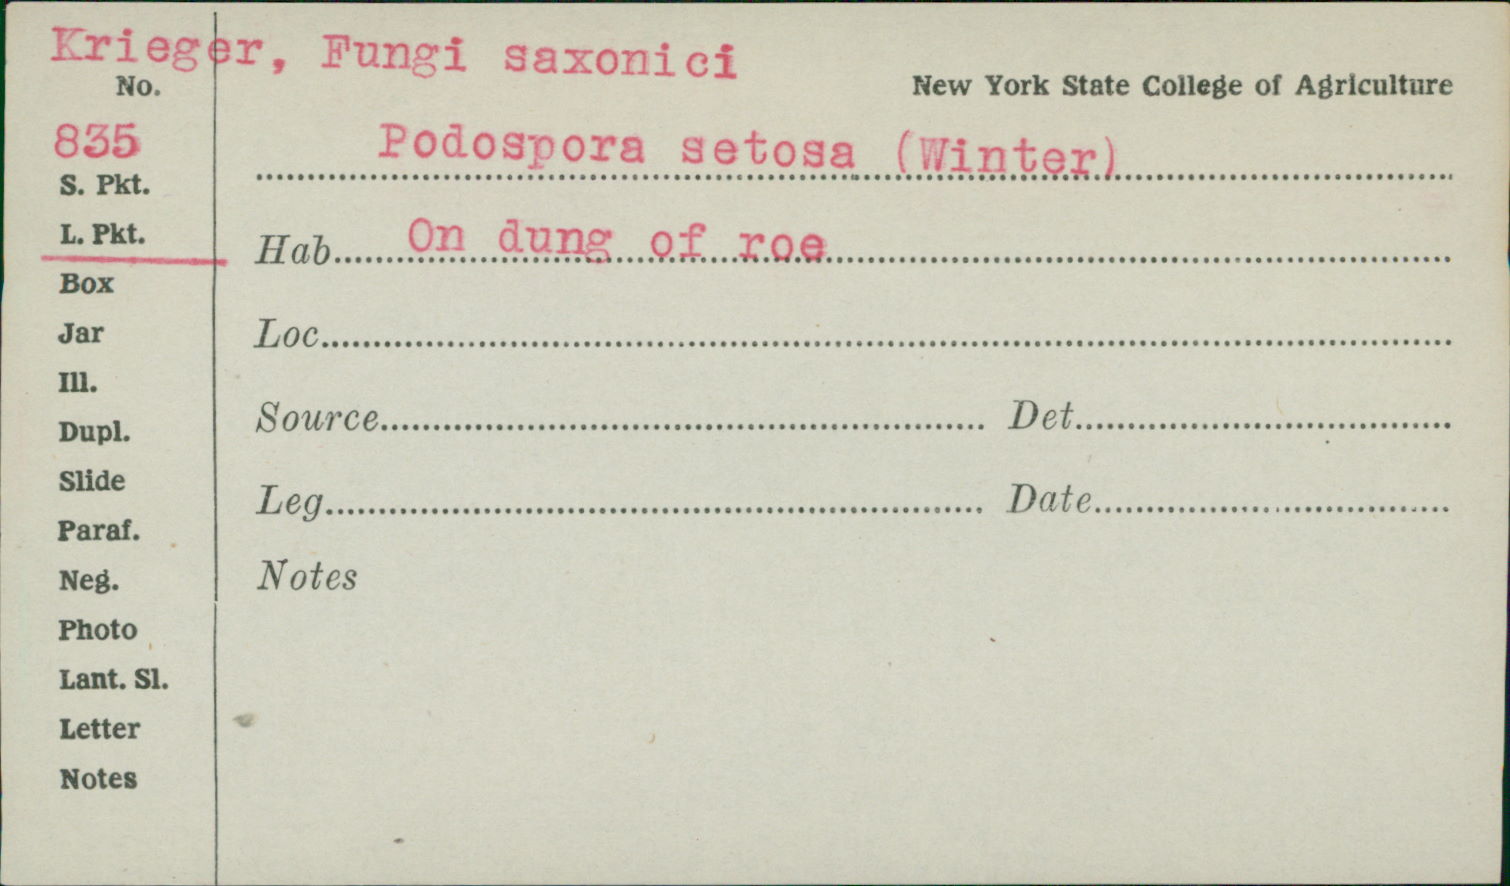 Krieger, Fungi saxonici
No.
New York State College of Agriculture
835
Podospora setosa (Winter)
S. Pkt.
L. Pkt.
Hab. On dung of roe
Box
Jar
Loc.
Ill.
Dupl.
Source Det.
Slide
Leg. Date
Paraf.
Neg.
Notes
Photo
Lant. Sl.
Letter
Notes